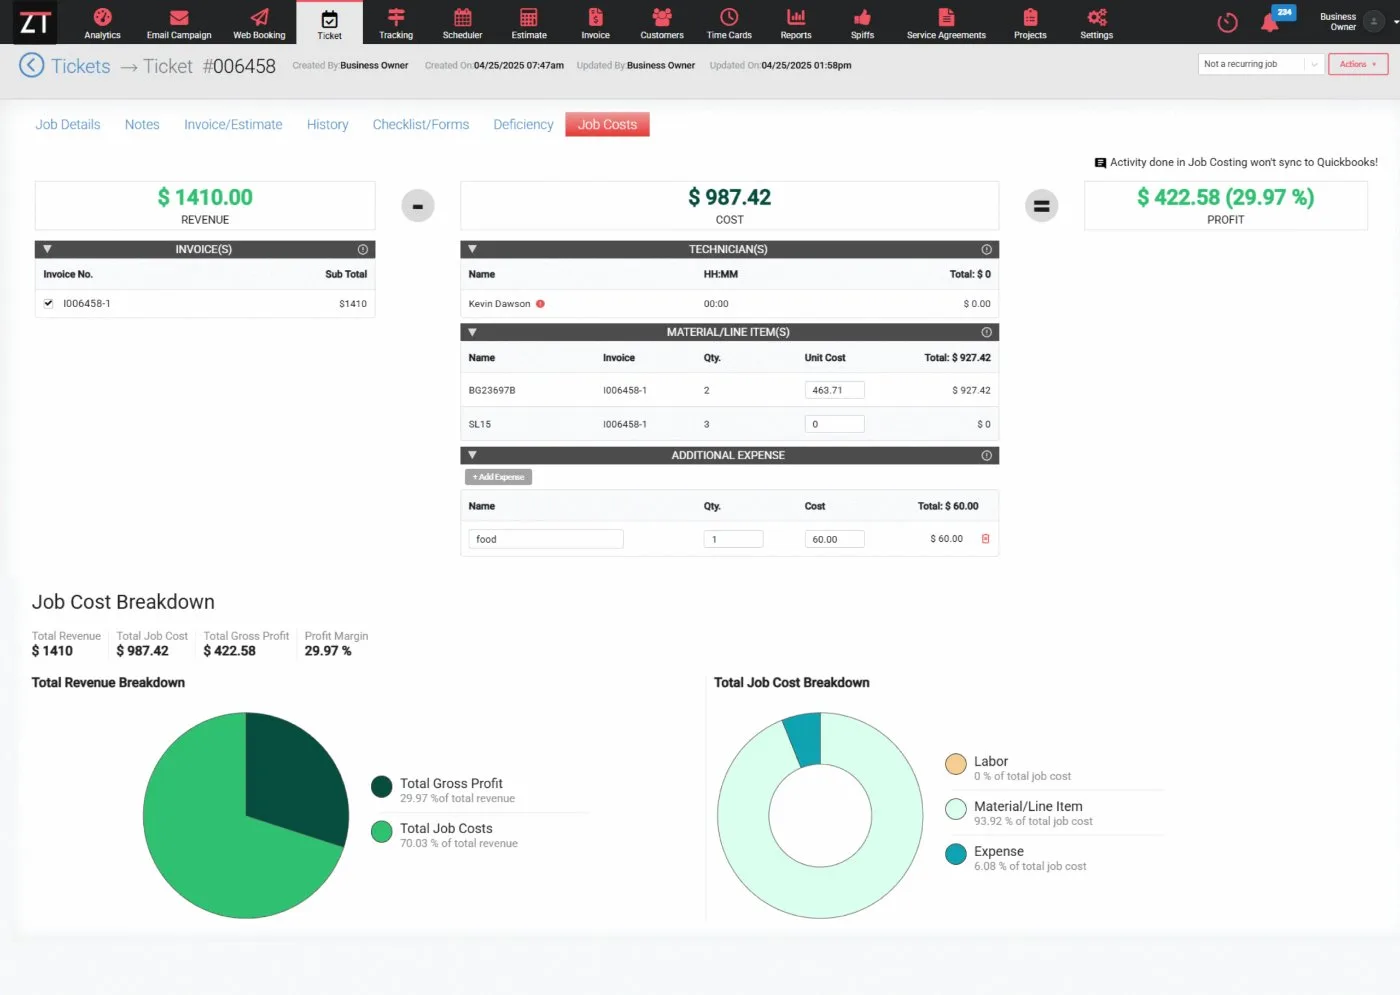 ZT
Analytics
Email Campaign
Web Booking
Ticket
Tracking
Scheduler
Estimate
Invoice
Customers
Time Cards
Reports
Spiffs
Service Agreements
Projects
Settings
234
Business
Owner
Tickets → Ticket #006458
Created By:Business Owner
Created On:04/25/2025 07:47am
Updated By:Business Owner
Updated On:04/25/2025 01:58pm
Not a recurring job
Actions
Job Details
Notes
Invoice/Estimate
History
Checklist/Forms
Deficiency
Job Costs
Activity done in Job Costing won't sync to Quickbooks!
$ 1410.00
REVENUE
-
$ 987.42
COST
=
$ 422.58 (29.97 %)
PROFIT
INVOICE(S)
Invoice No. Sub Total
I006458-1 $1410
TECHNICIAN(S)
Name HH:MM Total: $ 0
Kevin Dawson 00:00 $ 0.00
MATERIAL/LINE ITEM(S)
Name Invoice Qty. Unit Cost Total: $ 927.42
BG23697B I006458-1 2 463.71 $ 927.42
SL15 I006458-1 3 0 $ 0
ADDITIONAL EXPENSE
+ Add Expense
Name Qty. Cost Total: $ 60.00
food 1 60.00 $ 60.00
Job Cost Breakdown
Total Revenue Total Job Cost Total Gross Profit Profit Margin
$ 1410 $ 987.42 $ 422.58 29.97 %
Total Revenue Breakdown
Total Gross Profit
29.97 %of total revenue
Total Job Costs
70.03 % of total revenue
Total Job Cost Breakdown
Labor
0 % of total job cost
Material/Line Item
93.92 % of total job cost
Expense
6.08 % of total job cost